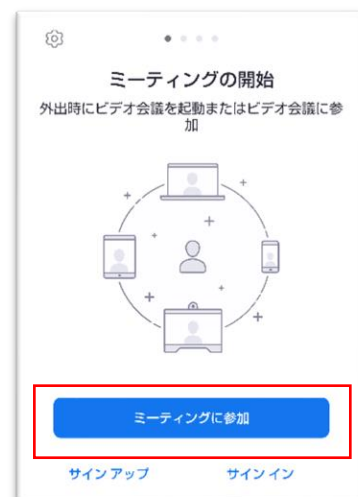 ミーティングの開始
外出時にビデオ会議を起動またはビデオ会議に参
加
ミーティングに参加
サインアップ サインイン